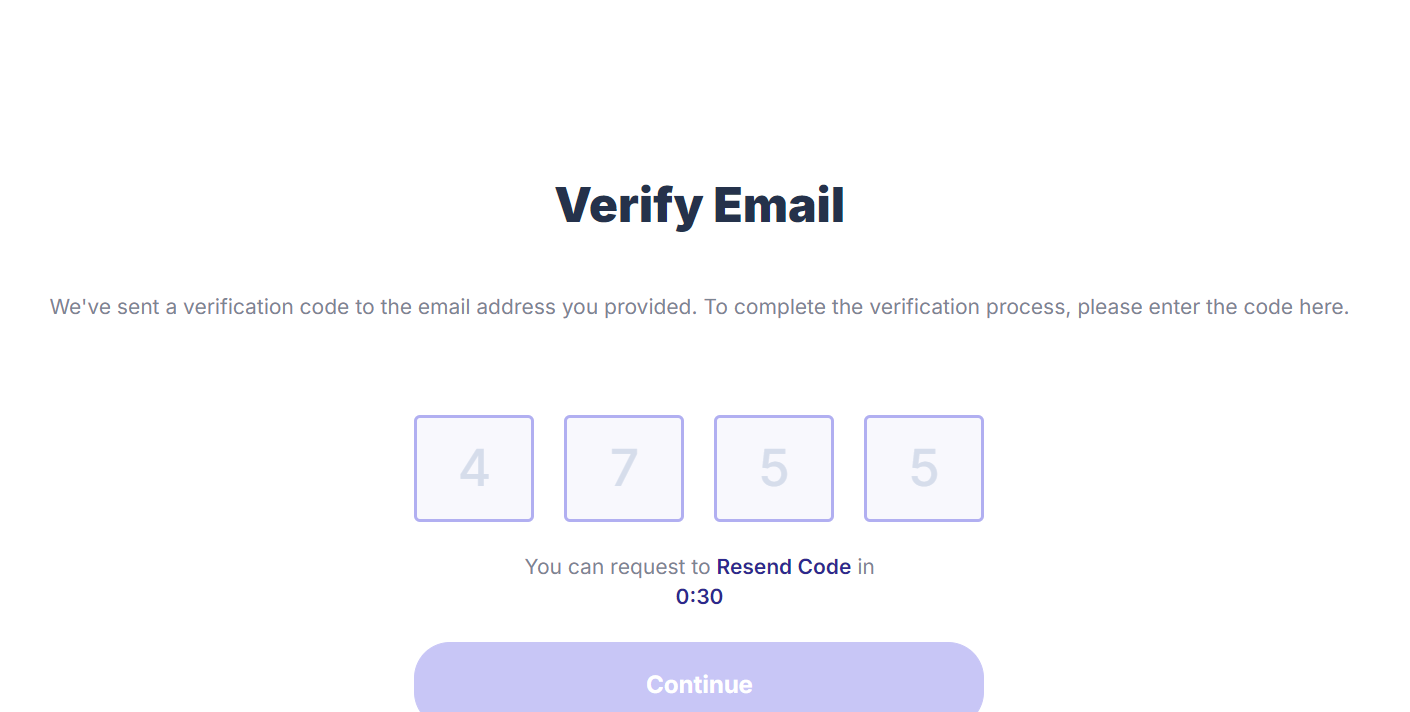 Verify Email
We've sent a verification code to the email address you provided. To complete the verification process, please enter the code here.
4 7 5 5
You can request to Resend Code in
0:30
Continue